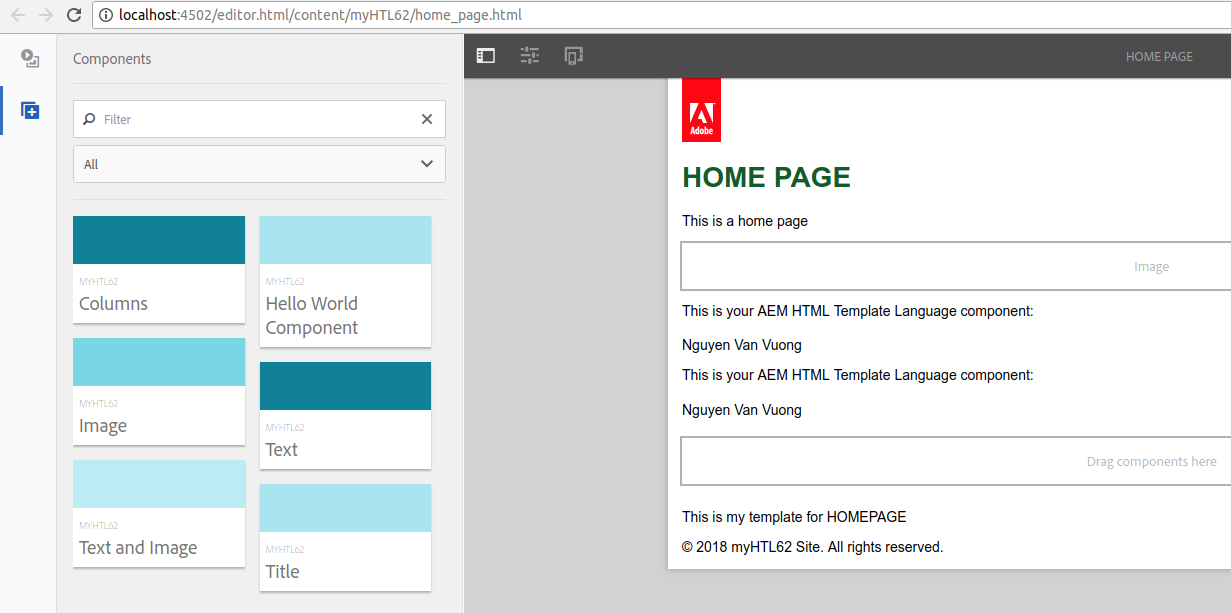 localhost:4502/editor.html/content/myHTL62/home_page.html
Components
Filter
All
MYHTL62
Columns
MYHTL62
Hello World
Component
MYHTL62
Image
MYHTL62
Text
MYHTL62
Text and Image
MYHTL62
Title
HOME PAGE
Adobe
HOME PAGE
This is a home page
Image
This is your AEM HTML Template Language component:
Nguyen Van Vuong
This is your AEM HTML Template Language component:
Nguyen Van Vuong
Drag components here
This is my template for HOMEPAGE
© 2018 myHTL62 Site. All rights reserved.